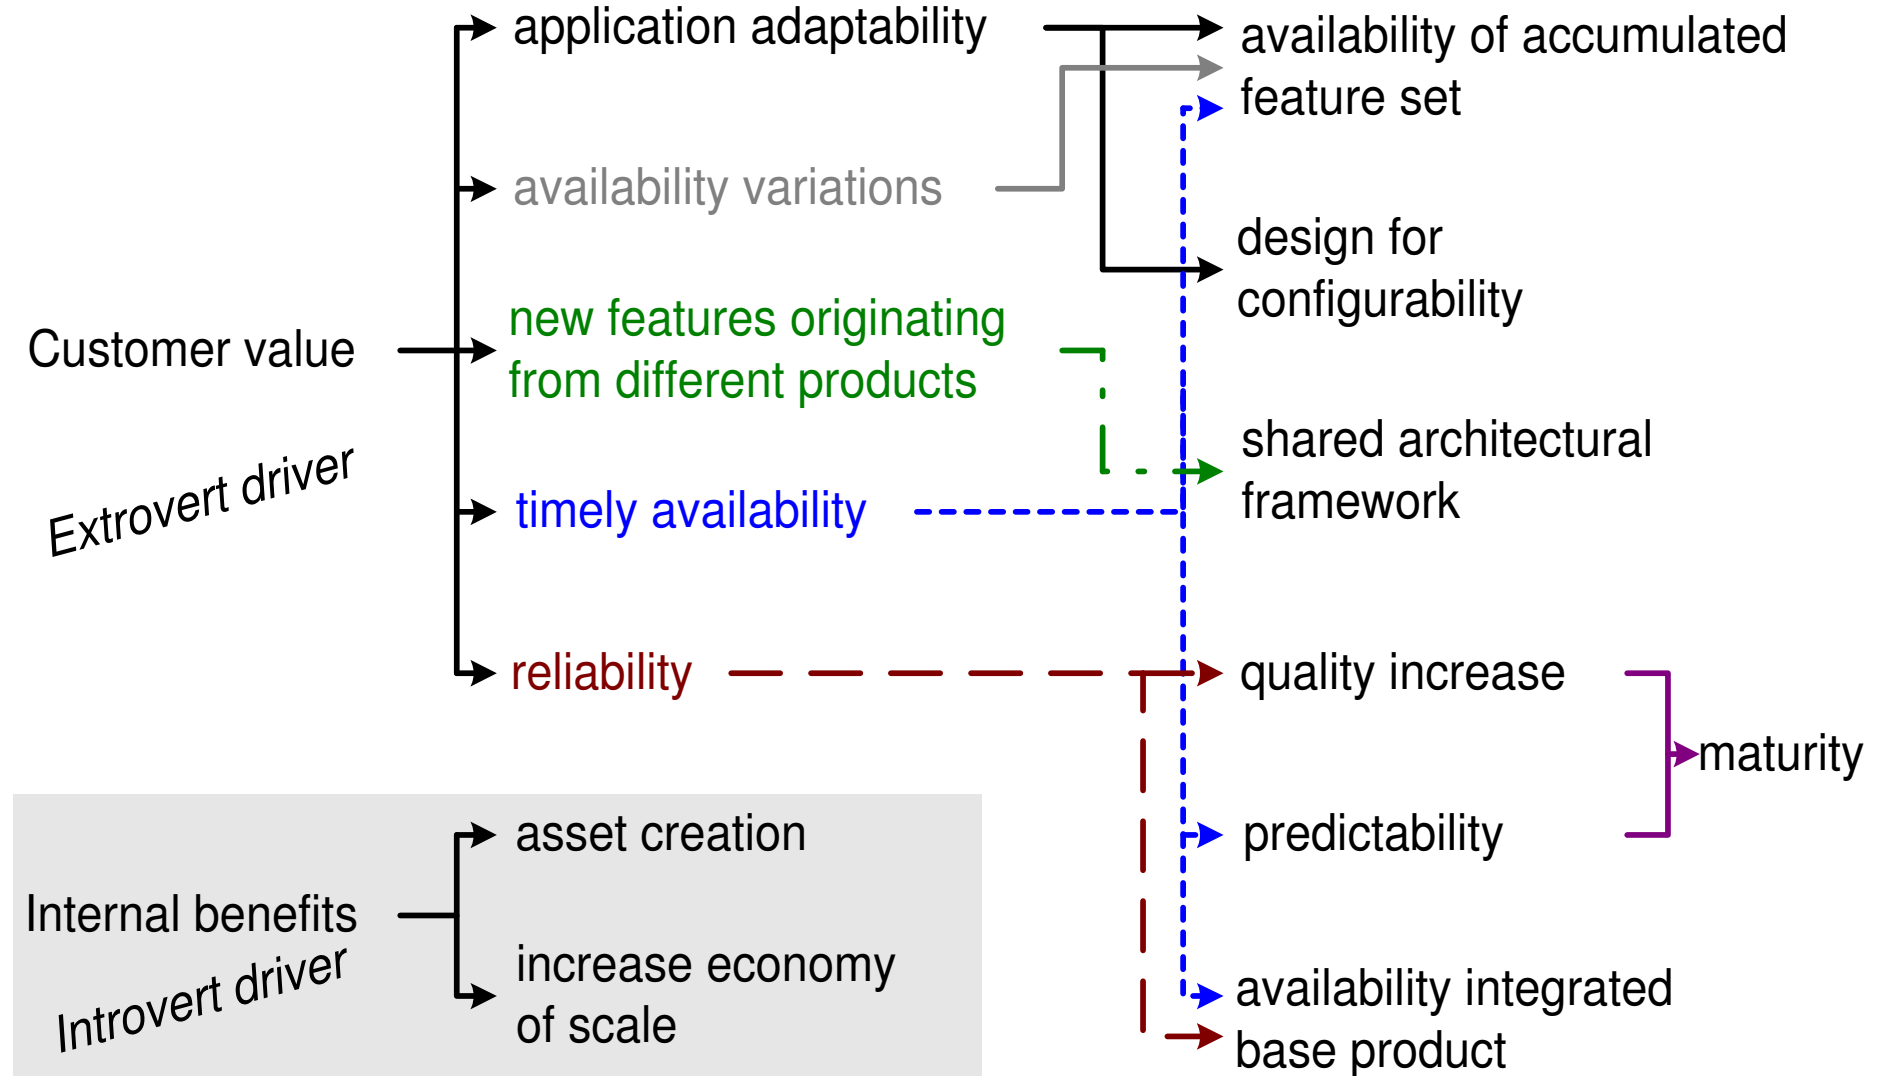 application adaptability
availability of accumulated
feature set
availability variations
design for
configurability
Customer value
new features originating
from different products
shared architectural
framework
Extrovert driver
timely availability
reliability
quality increase
maturity
asset creation
predictability
Internal benefits
Introvert driver
increase economy
of scale
availability integrated
base product